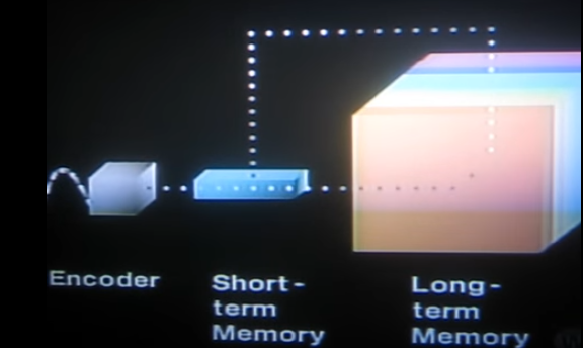 Encoder
Short-
term
Memory
Long-
term
Memory